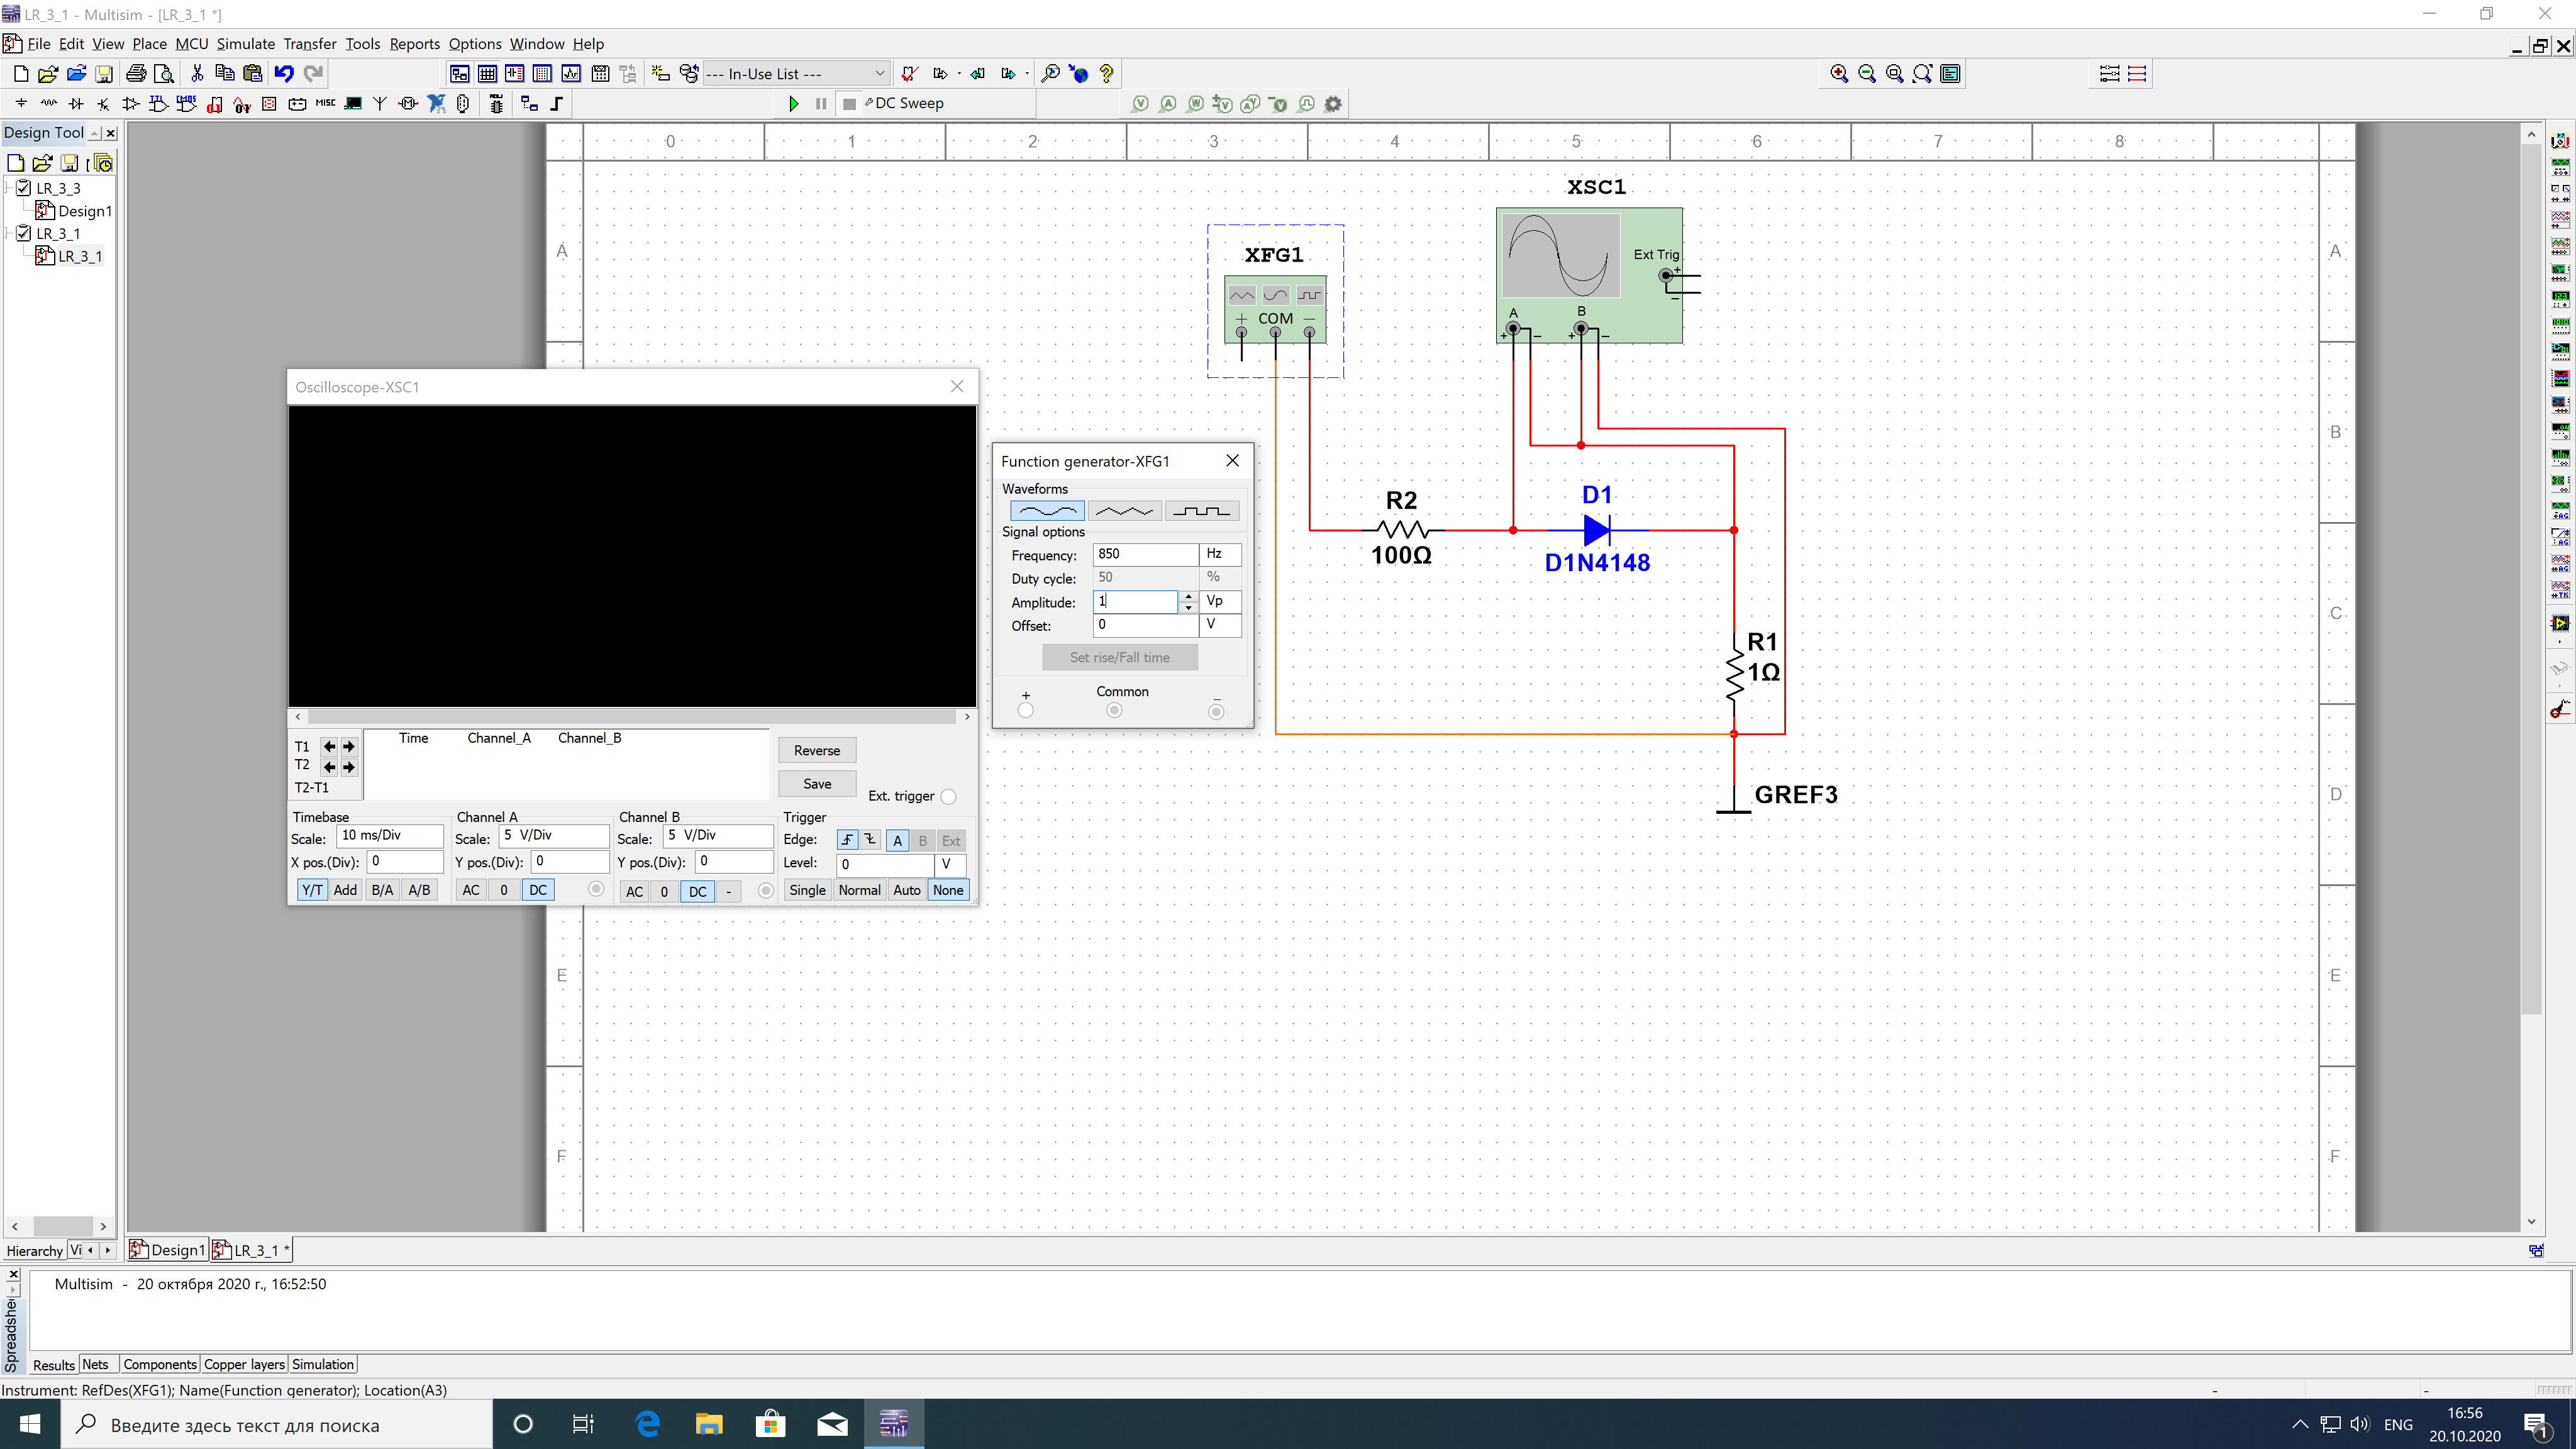 LR_3_1 - Multisim - [LR_3_1 *]
File Edit View Place MCU Simulate Transfer Tools Reports Options Window Help
--- In-Use List ---
MISC
DC Sweep
Design Tool
LR_3_3
Design1
LR_3_1
LR_3_1
0 1 2 3 4 5 6 7 8
A A
B B
C
D
E E
F F
XSC1
Ext Trig
A B
XFG1
+ COM −
R2
100Ω
D1
D1N4148
R1
1Ω
GREF3
Oscilloscope-XSC1
Time Channel_A Channel_B
T1
T2
T2-T1
Reverse
Save
Ext. trigger
Timebase Channel A Channel B Trigger
Scale: 10 ms/Div Scale: 5 V/Div Scale: 5 V/Div Edge: A B Ext
X pos.(Div): 0 Y pos.(Div): 0 Y pos.(Div): 0 Level: 0 V
Y/T Add B/A A/B AC 0 DC AC 0 DC - Single Normal Auto None
Function generator-XFG1
Waveforms
Signal options
Frequency: 850 Hz
Duty cycle: 50 %
Amplitude: 1 Vp
Offset: 0 V
Set rise/Fall time
+ Common −
Hierarchy Vi
Design1 LR_3_1 *
Multisim - 20 октября 2020 г., 16:52:50
Spreadshe
Results Nets Components Copper layers Simulation
Instrument: RefDes(XFG1); Name(Function generator); Location(A3)
Введите здесь текст для поиска
ENG
16:56
20.10.2020
1